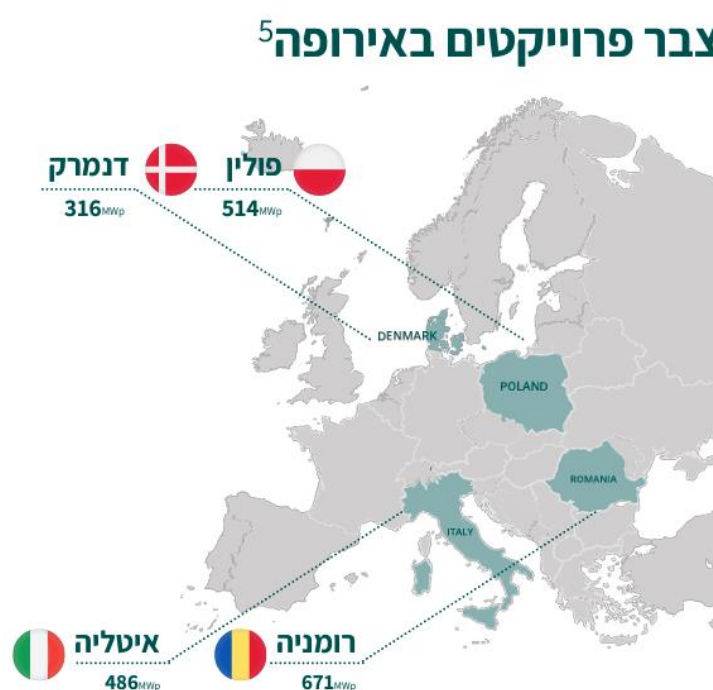 צבר פרוייקטים באירופה5
פולין
514MWp
דנמרק
316MWp
DENMARK
POLAND
ROMANIA
ITALY
רומניה
671MWp
איטליה
486MWp